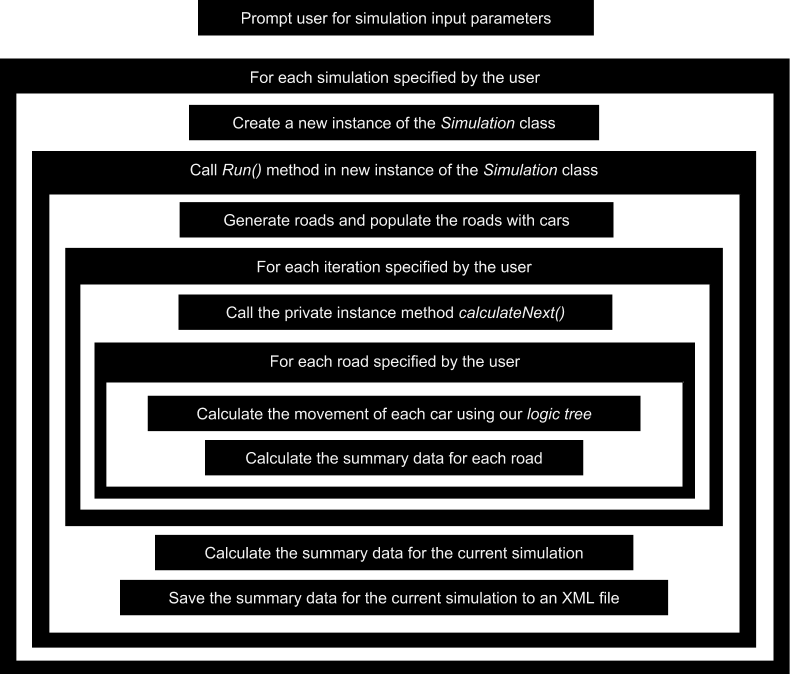 Prompt user for simulation input parameters
For each simulation specified by the user
Create a new instance of the Simulation class
Call Run() method in new instance of the Simulation class
Generate roads and populate the roads with cars
For each iteration specified by the user
Call the private instance method calculateNext()
For each road specified by the user
Calculate the movement of each car using our logic tree
Calculate the summary data for each road
Calculate the summary data for the current simulation
Save the summary data for the current simulation to an XML file